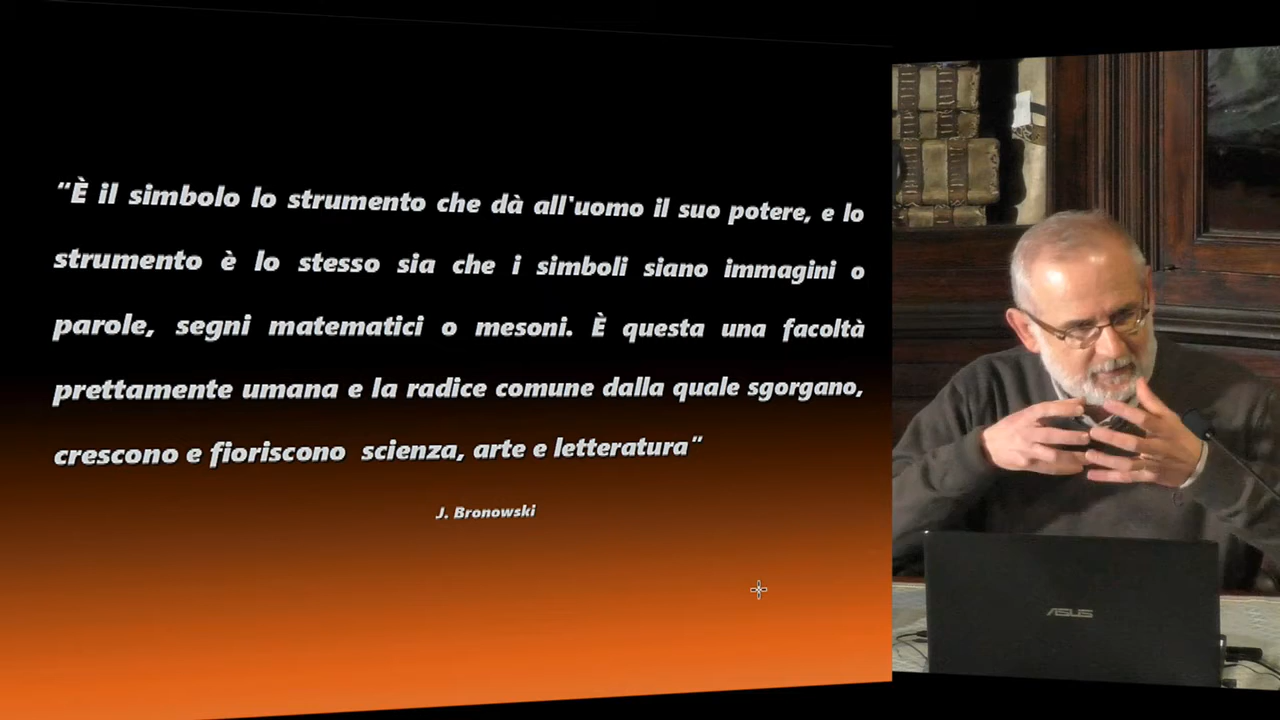 “È il simbolo lo strumento che dà all'uomo il suo potere, e lo
strumento è lo stesso sia che i simboli siano immagini o
parole, segni matematici o mesoni. È questa una facoltà
prettamente umana e la radice comune dalla quale sgorgano,
crescono e fioriscono scienza, arte e letteratura”
J. Bronowski
ASUS